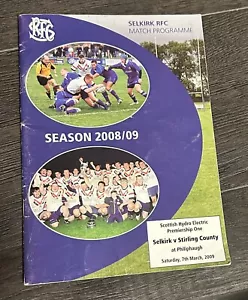 RFC
SELKIRK RFC
MATCH PROGRAMME
SEASON 2008/09
Scottish Hydro Electric
Premiership One
Selkirk v Stirling County
at Philiphaugh
Saturday, 7th March, 2009